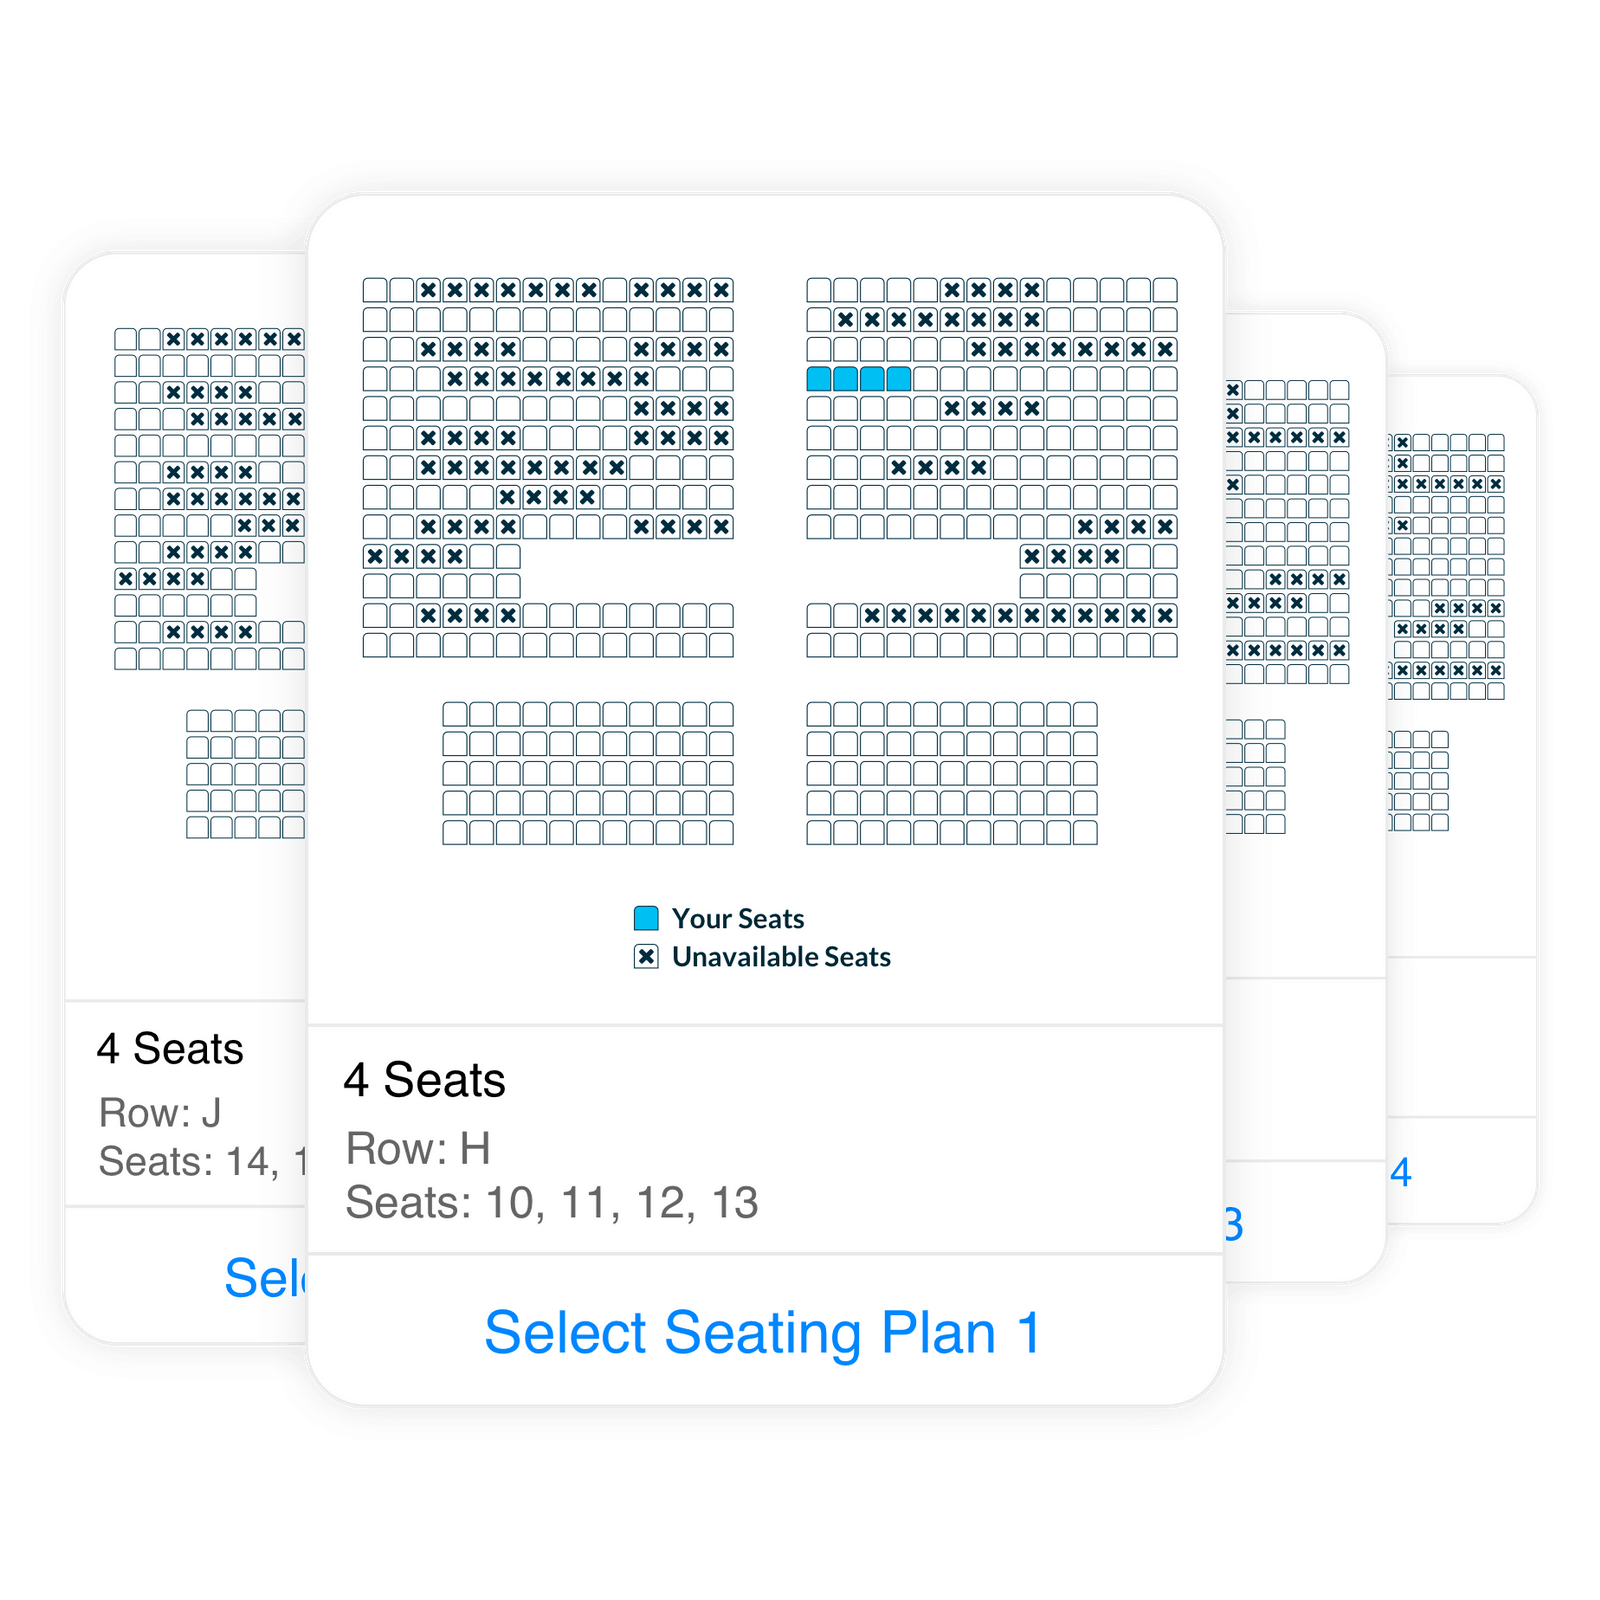 Your Seats
Unavailable Seats
4 Seats
Row: H
Seats: 10, 11, 12, 13
Select Seating Plan 1
4 Seats
Row: J
Seats: 14, 1
Sele
3
4